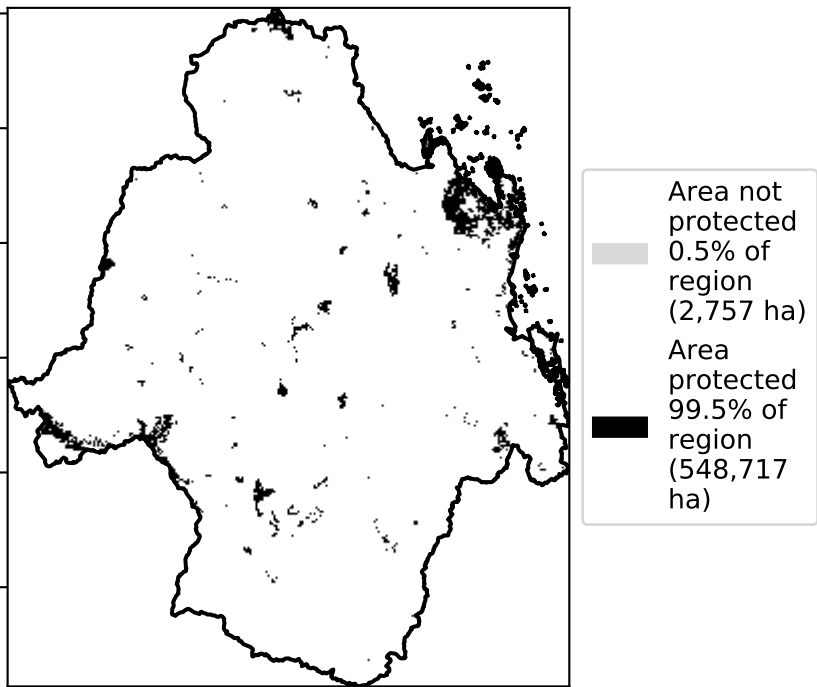 Area not
protected
0.5% of
region
(2,757 ha)
Area
protected
99.5% of
region
(548,717
ha)